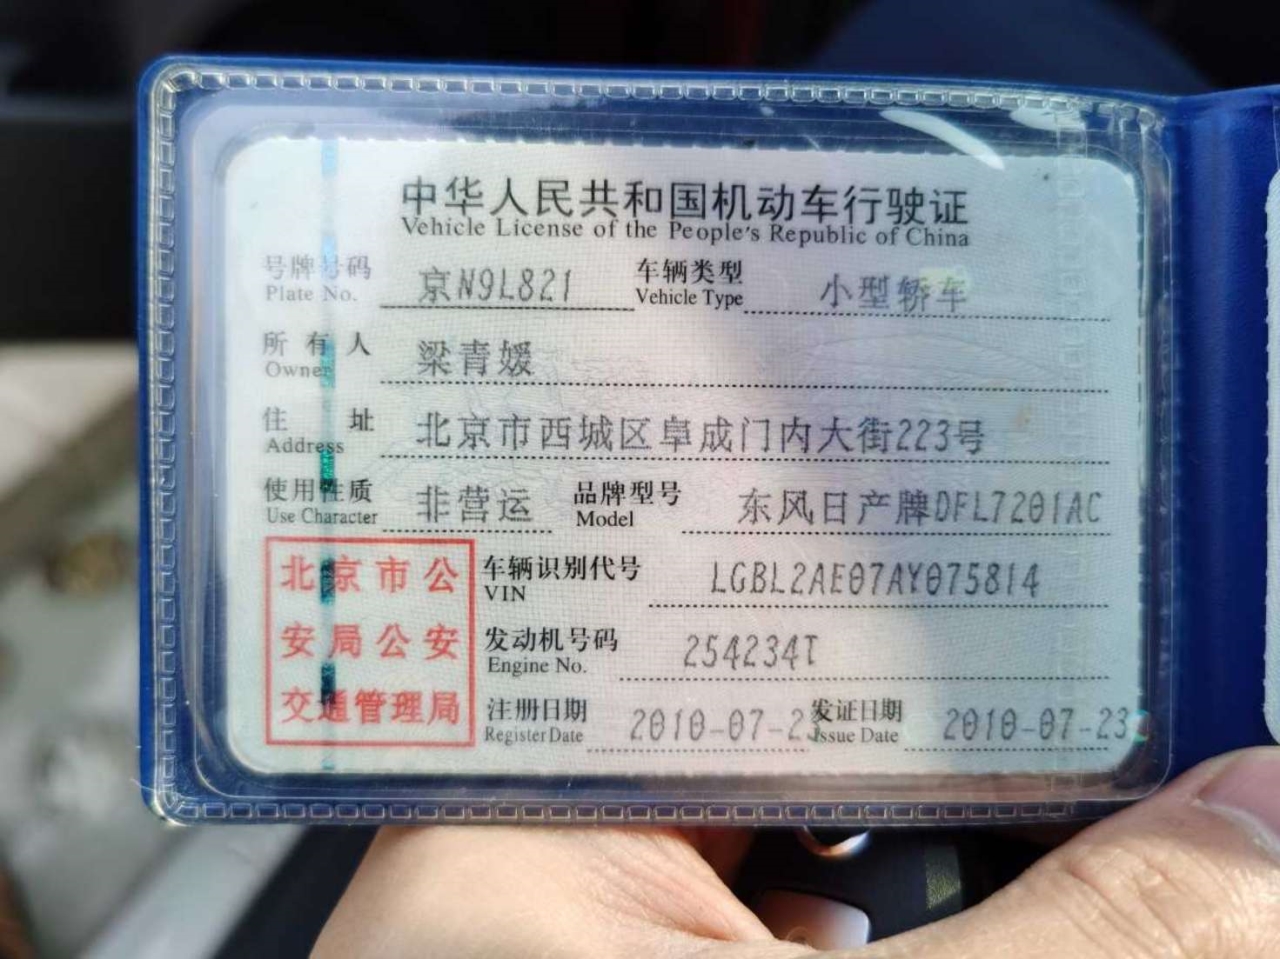 中华人民共和国机动车行驶证
Vehicle License of the People's Republic of China
号牌号码 京N9L821 车辆类型 小型轿车
Plate No. Vehicle Type
所有人 梁青媛
Owner
住址 北京市西城区阜成门内大街223号
Address
使用性质 非营运 品牌型号 东风日产牌DFL7201AC
Use Character Model
北京市公 车辆识别代号 LGBL2AE07AY075814
VIN
安局公安 发动机号码 254234T
Engine No.
交通管理局 注册日期 2010-07-23 发证日期 2010-07-23
Register Date Issue Date